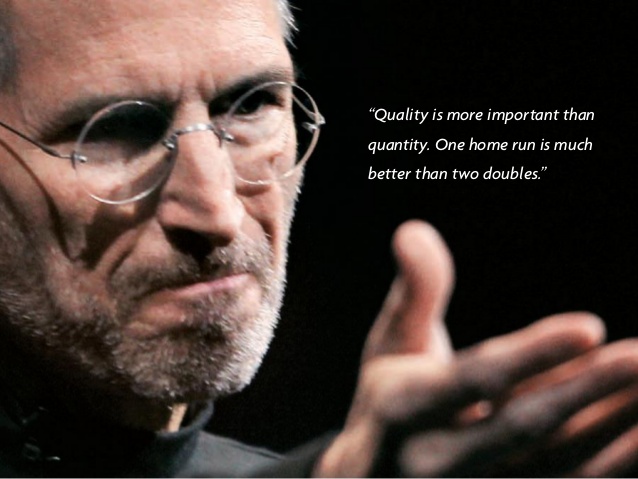 “Quality is more important than
quantity. One home run is much
better than two doubles.”